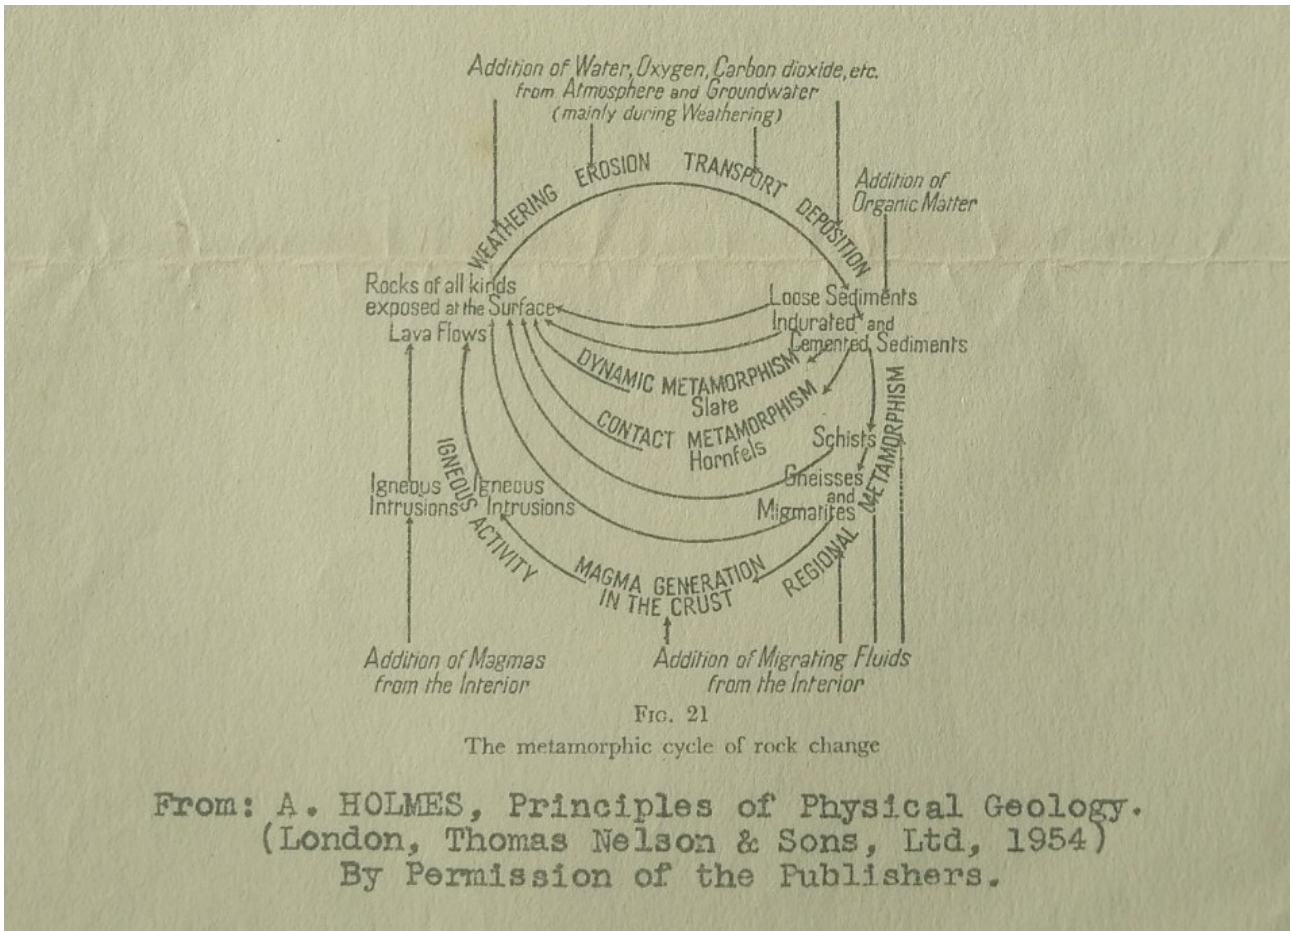 Addition of Water, Oxygen, Carbon dioxide, etc.
from Atmosphere and Groundwater
(mainly during Weathering)
WEATHERING EROSION TRANSPORT DEPOSITION
Addition of
Organic Matter
Rocks of all kinds
exposed at the Surface
Lava Flows
Loose Sediments
Indurated and
Cemented Sediments
DYNAMIC METAMORPHISM
Slate
CONTACT METAMORPHISM
Hornfels
Schists
Gneisses
and
Migmatites
REGIONAL METAMORPHISM
Igneous
Intrusions
Igneous
Intrusions
IGNEOUS ACTIVITY
MAGMA GENERATION
IN THE CRUST
Addition of Magmas
from the Interior
Addition of Migrating Fluids
from the Interior
FIG. 21
The metamorphic cycle of rock change
From: A. HOLMES, Principles of Physical Geology.
(London, Thomas Nelson & Sons, Ltd, 1954)
By Permission of the Publishers.